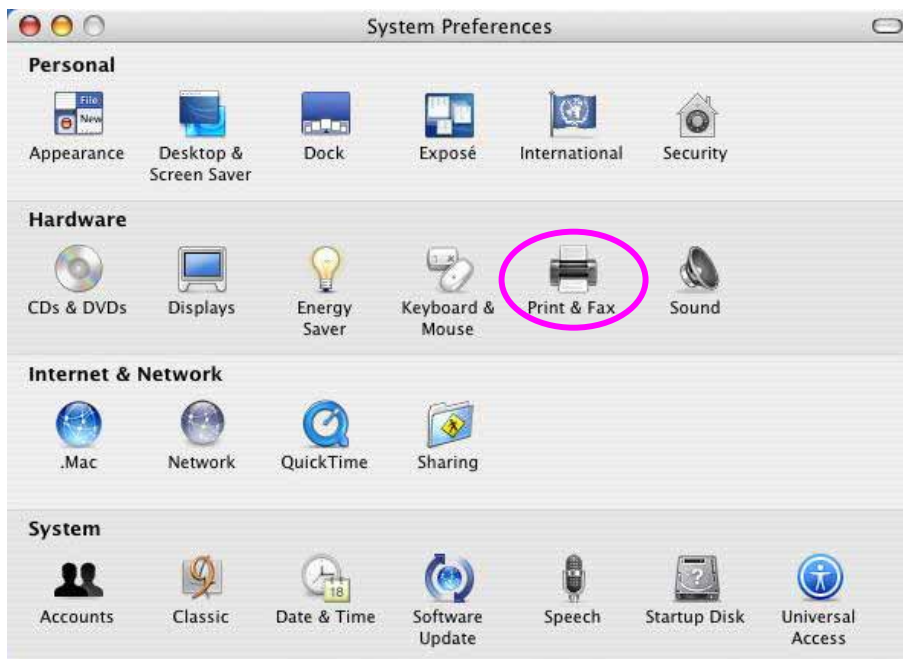 System Preferences
Personal
File
New
Appearance
Desktop &
Screen Saver
Dock
Exposé
International
Security
Hardware
CDs & DVDs
Displays
Energy
Saver
Keyboard &
Mouse
Print & Fax
Sound
Internet & Network
.Mac
Network
QuickTime
Sharing
System
9
18
?
Accounts
Classic
Date & Time
Software
Update
Speech
Startup Disk
Universal
Access